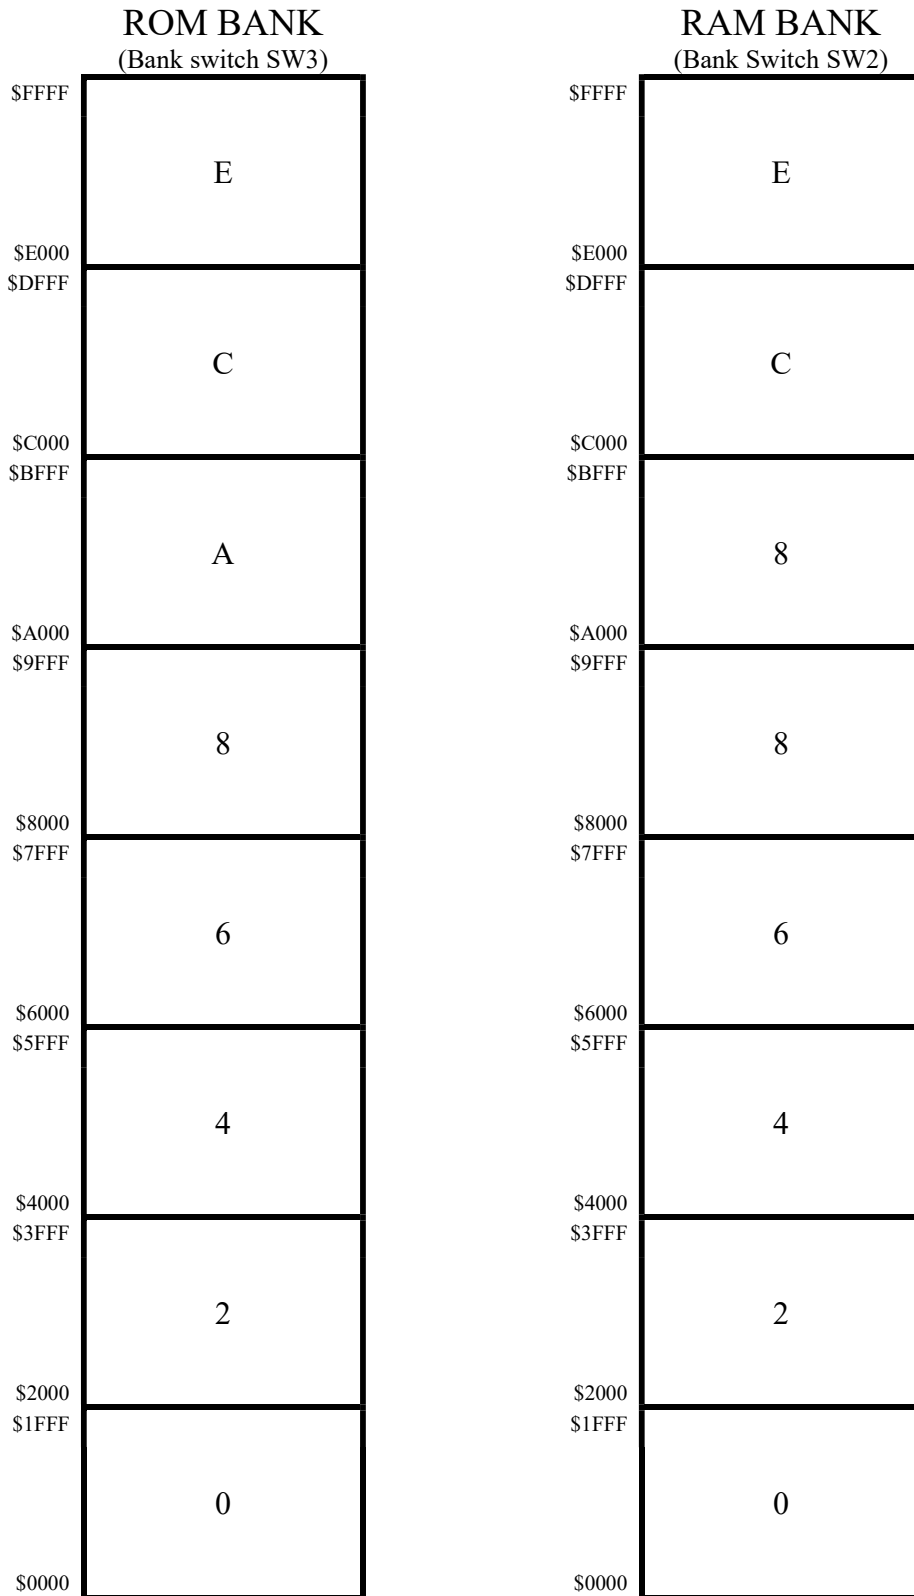 ROM BANK
(Bank switch SW3)
$FFFF
E
$E000
$DFFF
C
$C000
$BFFF
A
$A000
$9FFF
8
$8000
$7FFF
6
$6000
$5FFF
4
$4000
$3FFF
2
$2000
$1FFF
0
$0000
RAM BANK
(Bank Switch SW2)
$FFFF
E
$E000
$DFFF
C
$C000
$BFFF
8
$A000
$9FFF
8
$8000
$7FFF
6
$6000
$5FFF
4
$4000
$3FFF
2
$2000
$1FFF
0
$0000